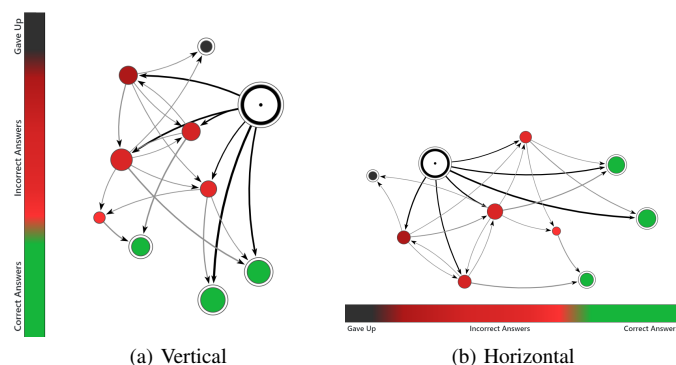 Gave Up
Incorrect Answers
Correct Answers
(a) Vertical
Gave Up
Incorrect Answers
Correct Answer
(b) Horizontal